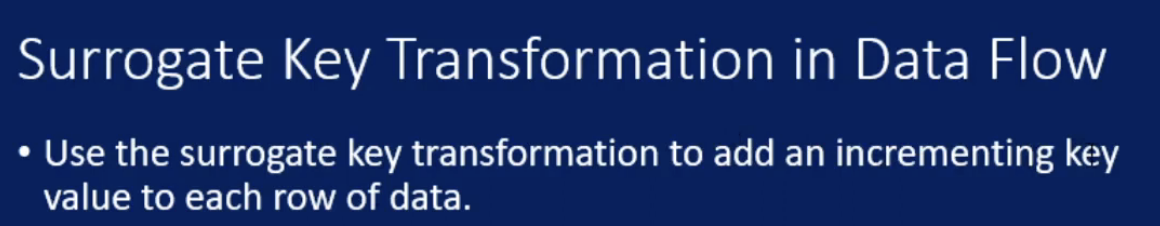 Surrogate Key Transformation in Data Flow
• Use the surrogate key transformation to add an incrementing key
value to each row of data.